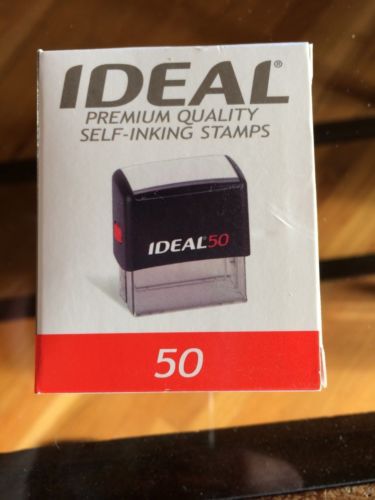 IDEAL®
PREMIUM QUALITY
SELF-INKING STAMPS
IDEAL 50
50